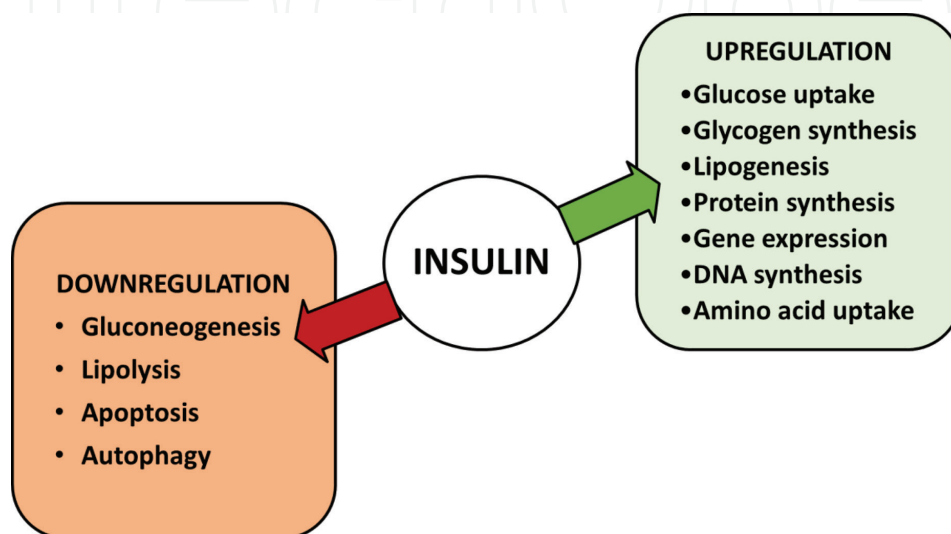 UPREGULATION
•Glucose uptake
•Glycogen synthesis
•Lipogenesis
•Protein synthesis
•Gene expression
•DNA synthesis
•Amino acid uptake
INSULIN
DOWNREGULATION
• Gluconeogenesis
• Lipolysis
• Apoptosis
• Autophagy